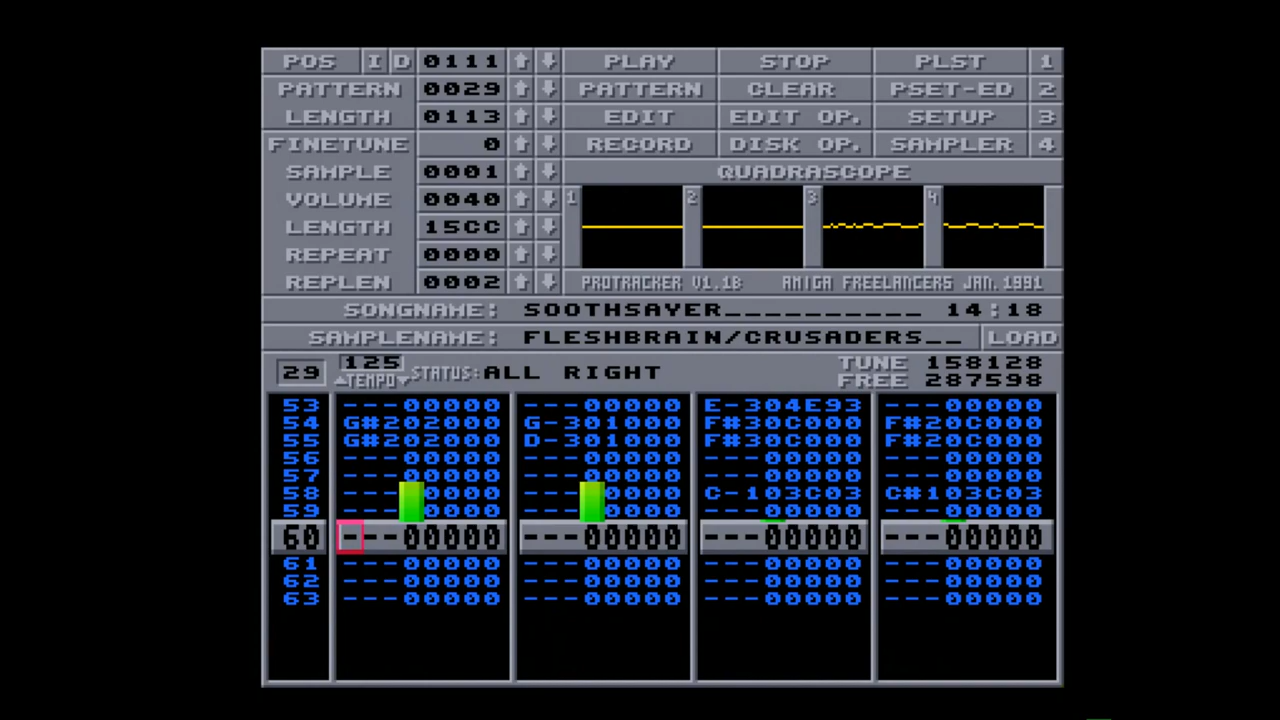 POS I D 0111 PLAY STOP PLST 1
PATTERN 0029 PATTERN CLEAR PSET-ED 2
LENGTH 0113 EDIT EDIT OP. SETUP 3
FINETUNE 0 RECORD DISK OP. SAMPLER 4
SAMPLE 0001 QUADRASCOPE
VOLUME 0040 1 2 3 4
LENGTH 15CC
REPEAT 0000
REPLEN 0002 PROTRACKER V1.1B AMIGA FREELANCERS JAN.1991
SONGNAME: SOOTHSAYER__________ 14:18
SAMPLENAME: FLESHBRAIN/CRUSADERS__ LOAD
29 125 TEMPO STATUS:ALL RIGHT TUNE 158128
FREE 287598
53 ---00000 ---00000 E-304E93 ---00000
54 G#202000 G-301000 F#30C000 F#20C000
55 G#202000 D-301000 F#30C000 F#20C000
56 ---00000 ---00000 ---00000 ---00000
57 ---00000 ---00000 ---00000 ---00000
58 ---00000 ---00000 C-103C03 C#103C03
59 ---00000 ---00000 ---00000 ---00000
60 ---00000 ---00000 ---00000 ---00000
61 ---00000 ---00000 ---00000 ---00000
62 ---00000 ---00000 ---00000 ---00000
63 ---00000 ---00000 ---00000 ---00000